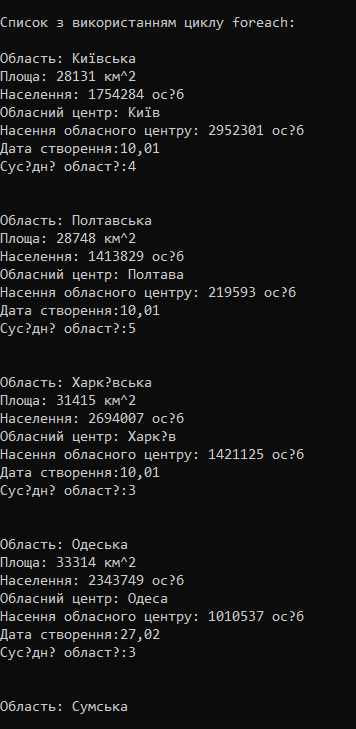 Список з використанням циклу foreach:
Область: Київська
Площа: 28131 км^2
Населення: 1754284 ос?б
Обласний центр: Київ
Насення обласного центру: 2952301 ос?б
Дата створення:10,01
Сус?дн? област?:4
Область: Полтавська
Площа: 28748 км^2
Населення: 1413829 ос?б
Обласний центр: Полтава
Насення обласного центру: 219593 ос?б
Дата створення:10,01
Сус?дн? област?:5
Область: Харк?вська
Площа: 31415 км^2
Населення: 2694007 ос?б
Обласний центр: Харк?в
Насення обласного центру: 1421125 ос?б
Дата створення:10,01
Сус?дн? област?:3
Область: Одеська
Площа: 33314 км^2
Населення: 2343749 ос?б
Обласний центр: Одеса
Насення обласного центру: 1010537 ос?б
Дата створення:27,02
Сус?дн? област?:3
Область: Сумська